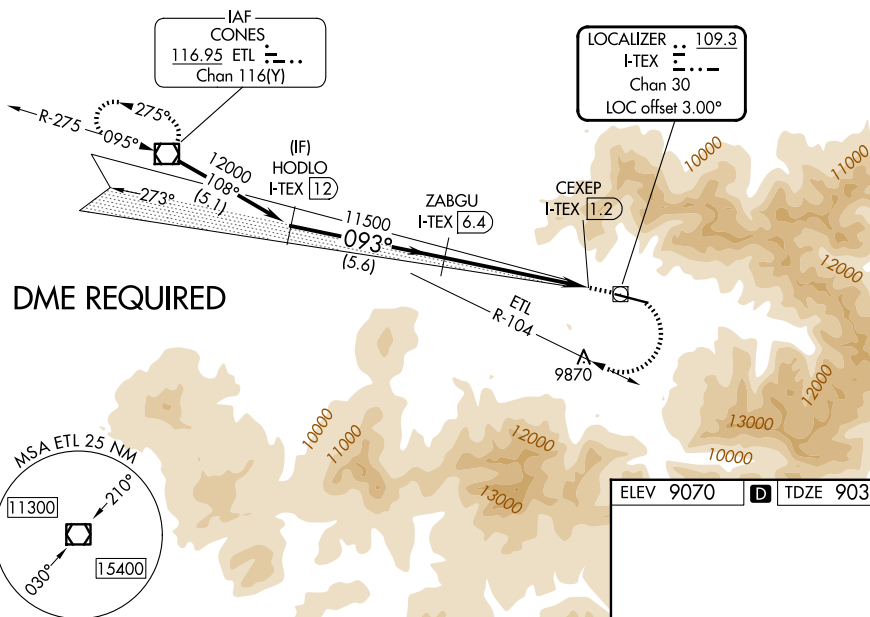 IAF
CONES
116.95 ETL
Chan 116(Y)
LOCALIZER 109.3
I-TEX
Chan 30
LOC offset 3.00°
R-275
095°
275°
12000
108°
(5.1)
273°
(IF)
HODLO
I-TEX 12
11500
093°
(5.6)
ZABGU
I-TEX 6.4
CEXEP
I-TEX 1.2
10000
11000
12000
DME REQUIRED
ETL
R-104
9870
12000
13000
10000
10000
11000
12000
13000
MSA ETL 25 NM
11300
210°
030°
15400
ELEV 9070
D
TDZE 903